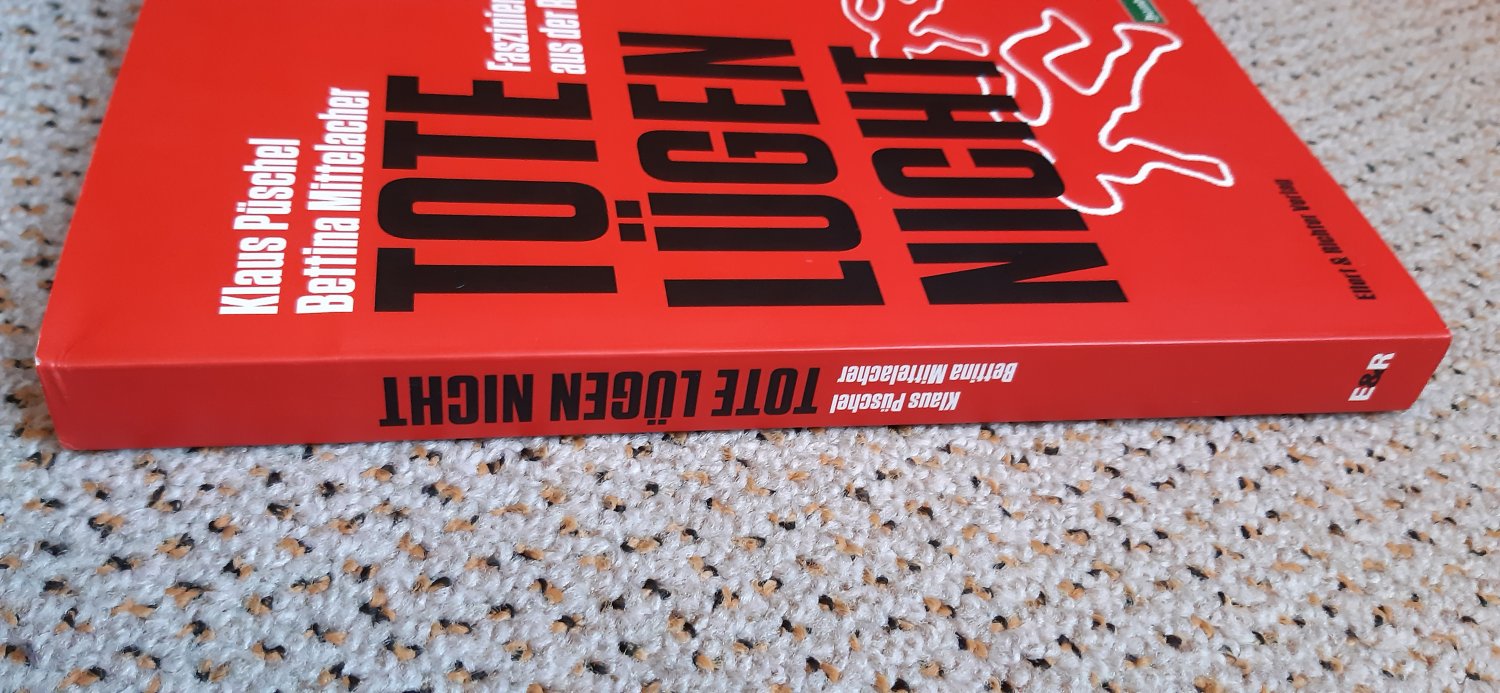 Klaus Püschel
Bettina Mittelacher
TOTE
LÜGEN
NICHT
aus der
Ellert & Richter Verlag
Klaus Püschel
Bettina Mittelacher
TOTE LÜGEN NICHT
E&R